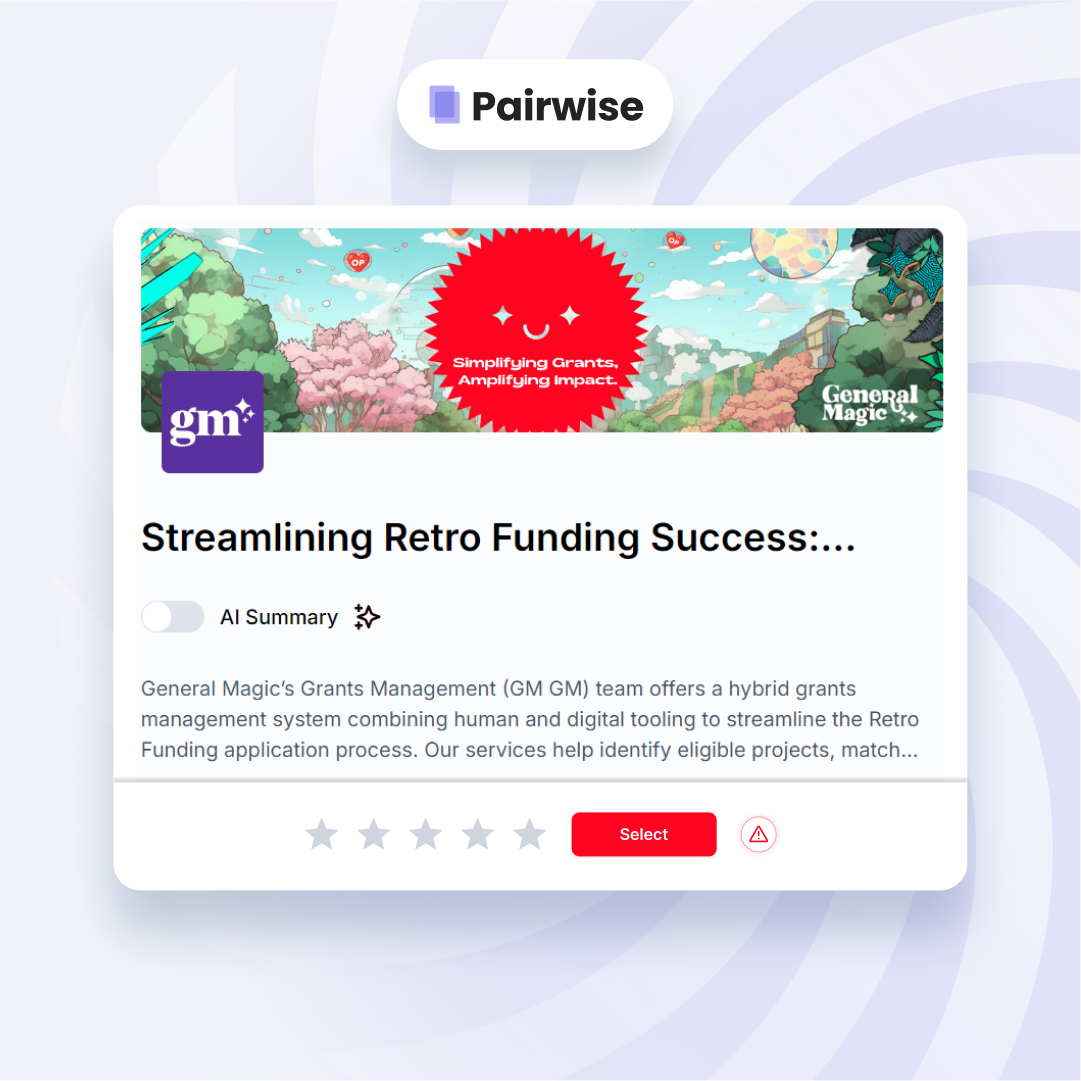 Pairwise
OP
OP
Simplifying Grants,
Amplifying Impact.
General
Magic
gm
Streamlining Retro Funding Success:...
AI Summary
General Magic’s Grants Management (GM GM) team offers a hybrid grants
management system combining human and digital tooling to streamline the Retro
Funding application process. Our services help identify eligible projects, match...
Select